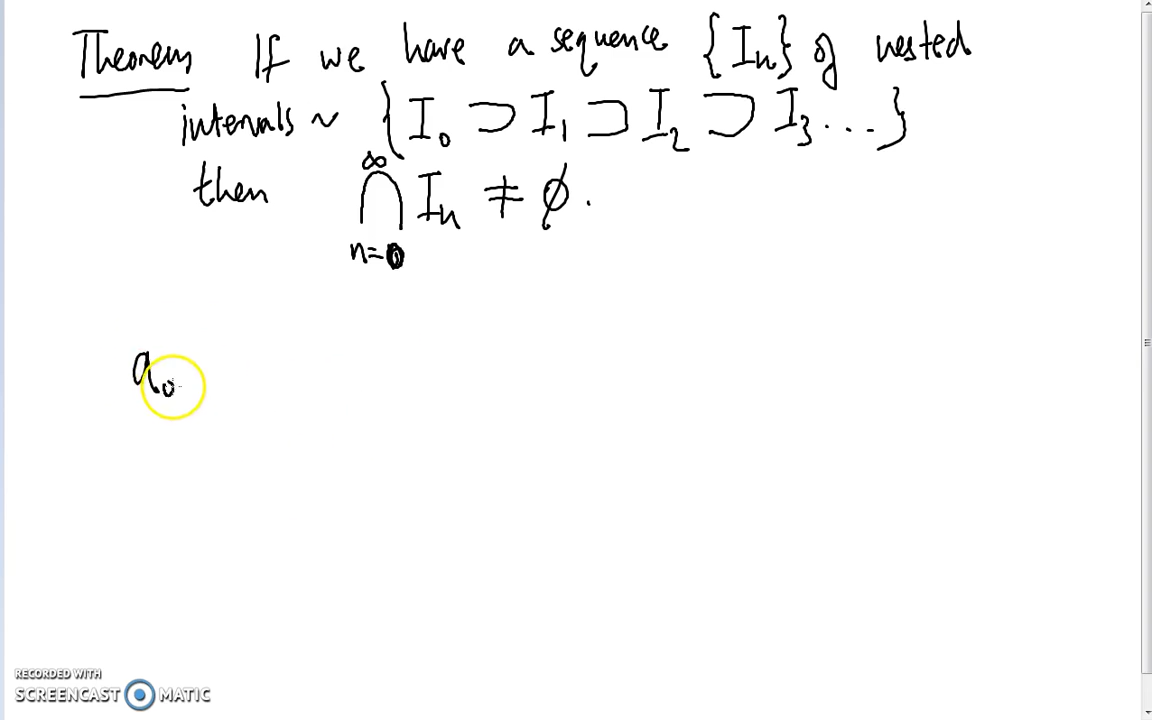 Theorem If we have a sequence {Iₙ} of nested
intervals ~ {I₀ ⊃ I₁ ⊃ I₂ ⊃ I₃ ... }
then ∞ ⋂ n=0 Iₙ ≠ ∅.
a₀
RECORDED WITH
SCREENCAST MATIC